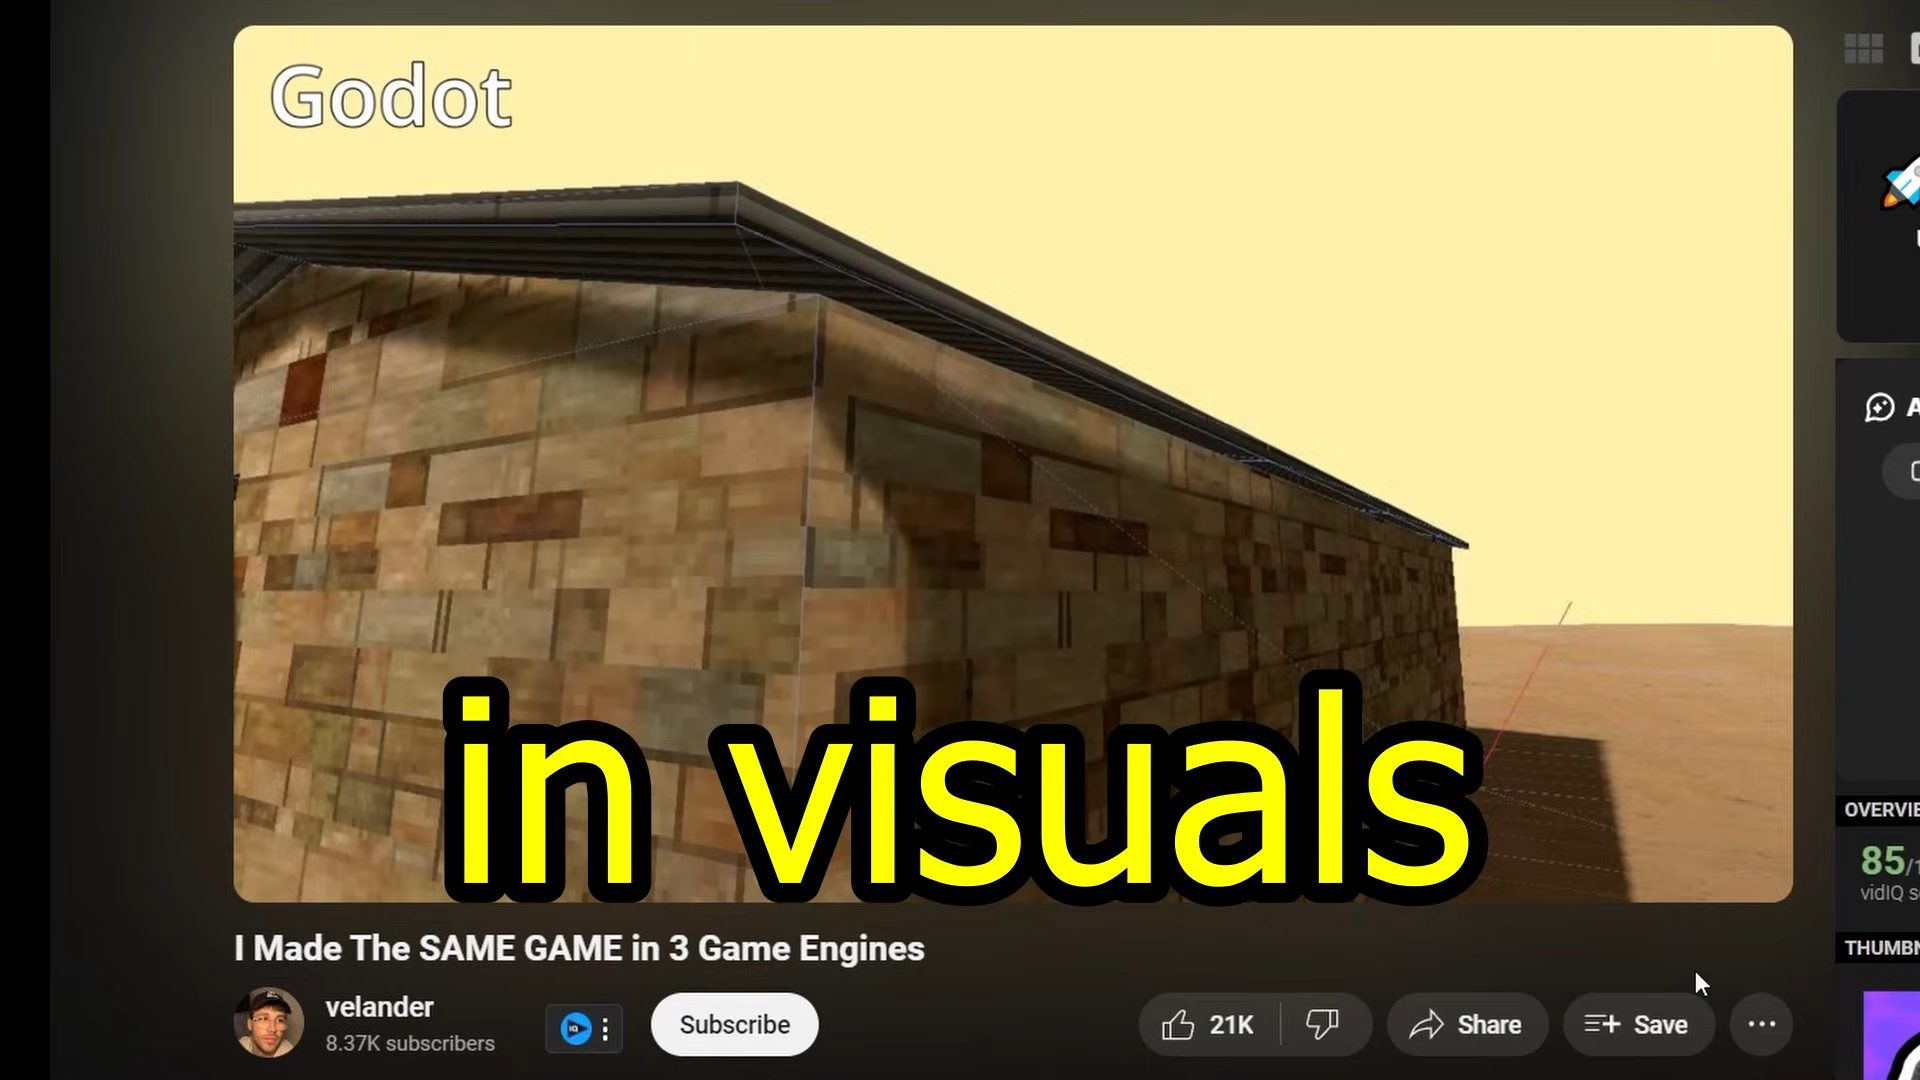 Godot
in visuals
I Made The SAME GAME in 3 Game Engines
velander
8.37K subscribers
Subscribe
21K
Share
Save
OVERVIE
85/1
vidIQ s
THUMBN